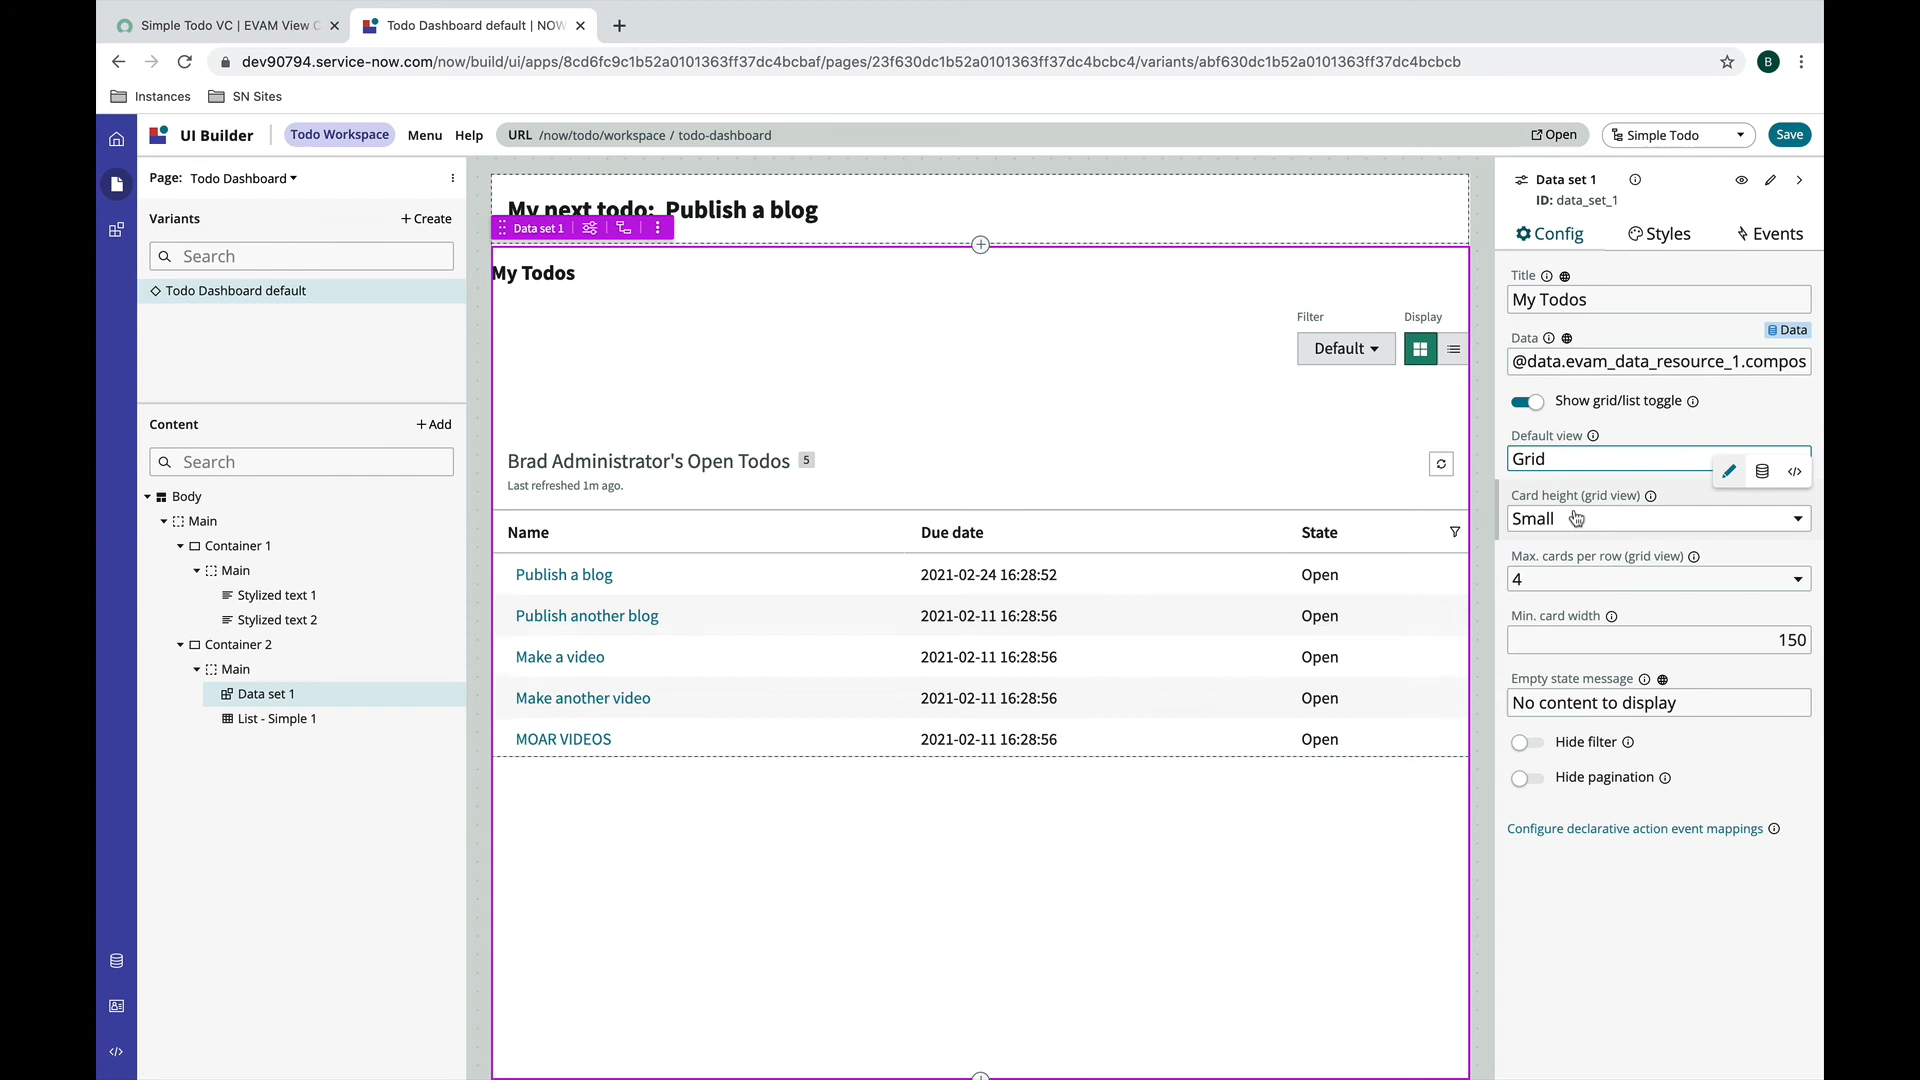 Simple Todo VC | EVAM View C
Todo Dashboard default | NOW
dev90794.service-now.com/now/build/ui/apps/8cd6fc9c1b52a0101363ff37dc4bcbaf/pages/23f630dc1b52a0101363ff37dc4bcbc4/variants/abf630dc1b52a0101363ff37dc4bcbcb
B
Instances
SN Sites
UI Builder
Todo Workspace
Menu
Help
URL /now/todo/workspace / todo-dashboard
Open
Simple Todo
Save
Page: Todo Dashboard
Variants
+ Create
Search
Todo Dashboard default
Content
+ Add
Search
Body
Main
Container 1
Main
Stylized text 1
Stylized text 2
Container 2
Main
Data set 1
List - Simple 1
My next todo: Publish a blog
Data set 1
My Todos
Filter
Display
Default
Brad Administrator's Open Todos 5
Last refreshed 1m ago.
Name Due date State
Publish a blog 2021-02-24 16:28:52 Open
Publish another blog 2021-02-11 16:28:56 Open
Make a video 2021-02-11 16:28:56 Open
Make another video 2021-02-11 16:28:56 Open
MOAR VIDEOS 2021-02-11 16:28:56 Open
Data set 1
ID: data_set_1
Config
Styles
Events
Title
My Todos
Data
Data
@data.evam_data_resource_1.compos
Show grid/list toggle
Default view
Grid
Card height (grid view)
Small
Max. cards per row (grid view)
4
Min. card width
150
Empty state message
No content to display
Hide filter
Hide pagination
Configure declarative action event mappings